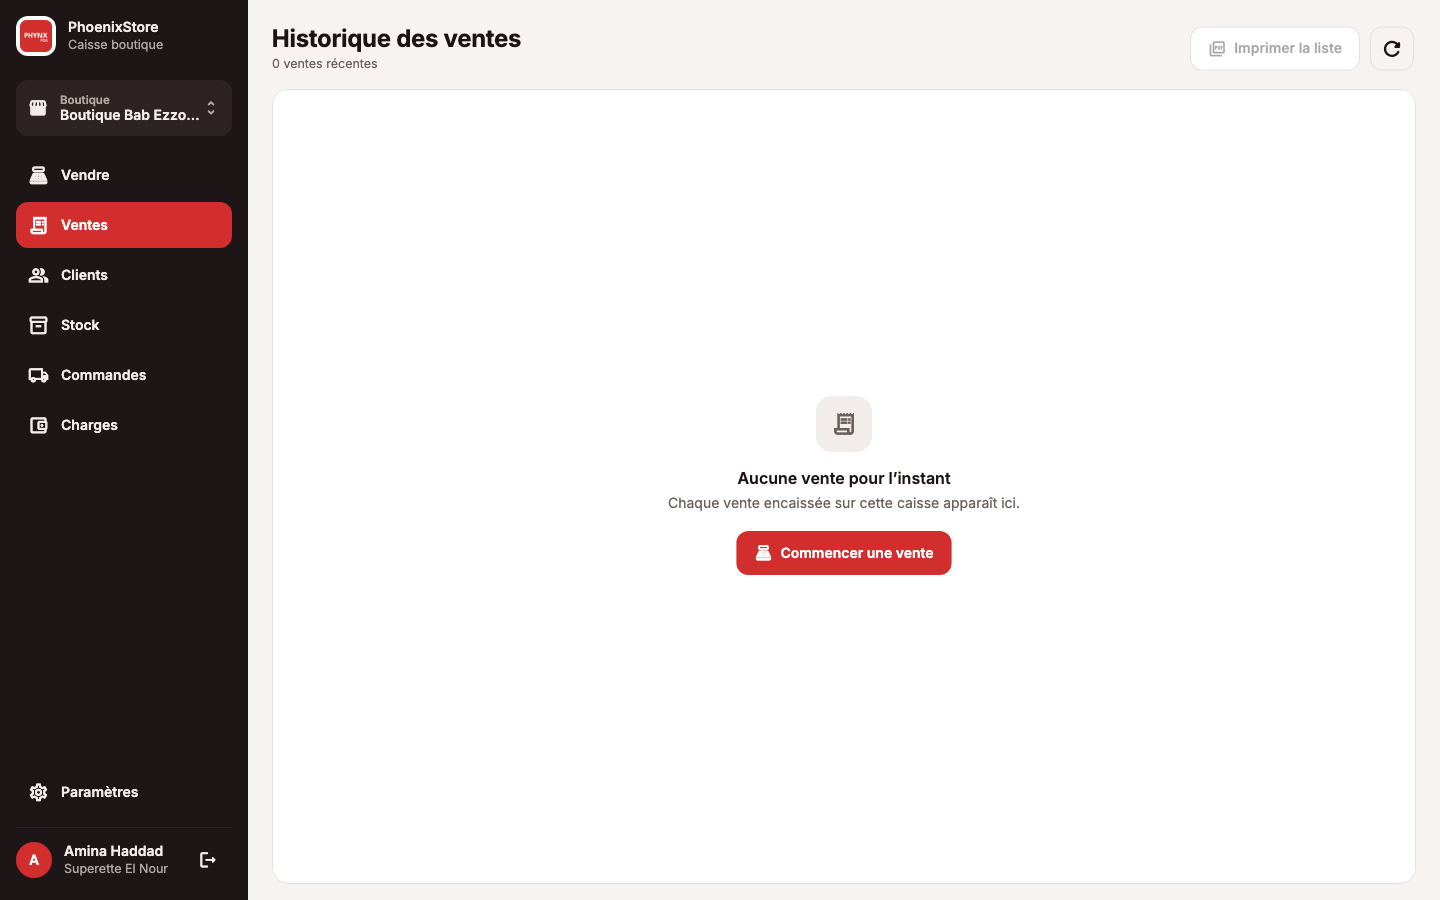 PHYNX
POS
PhoenixStore
Caisse boutique
Boutique
Boutique Bab Ezzo...
Vendre
Ventes
Clients
Stock
Commandes
Charges
Paramètres
A
Amina Haddad
Superette El Nour
Historique des ventes
0 ventes récentes
Imprimer la liste
Aucune vente pour l’instant
Chaque vente encaissée sur cette caisse apparaît ici.
Commencer une vente